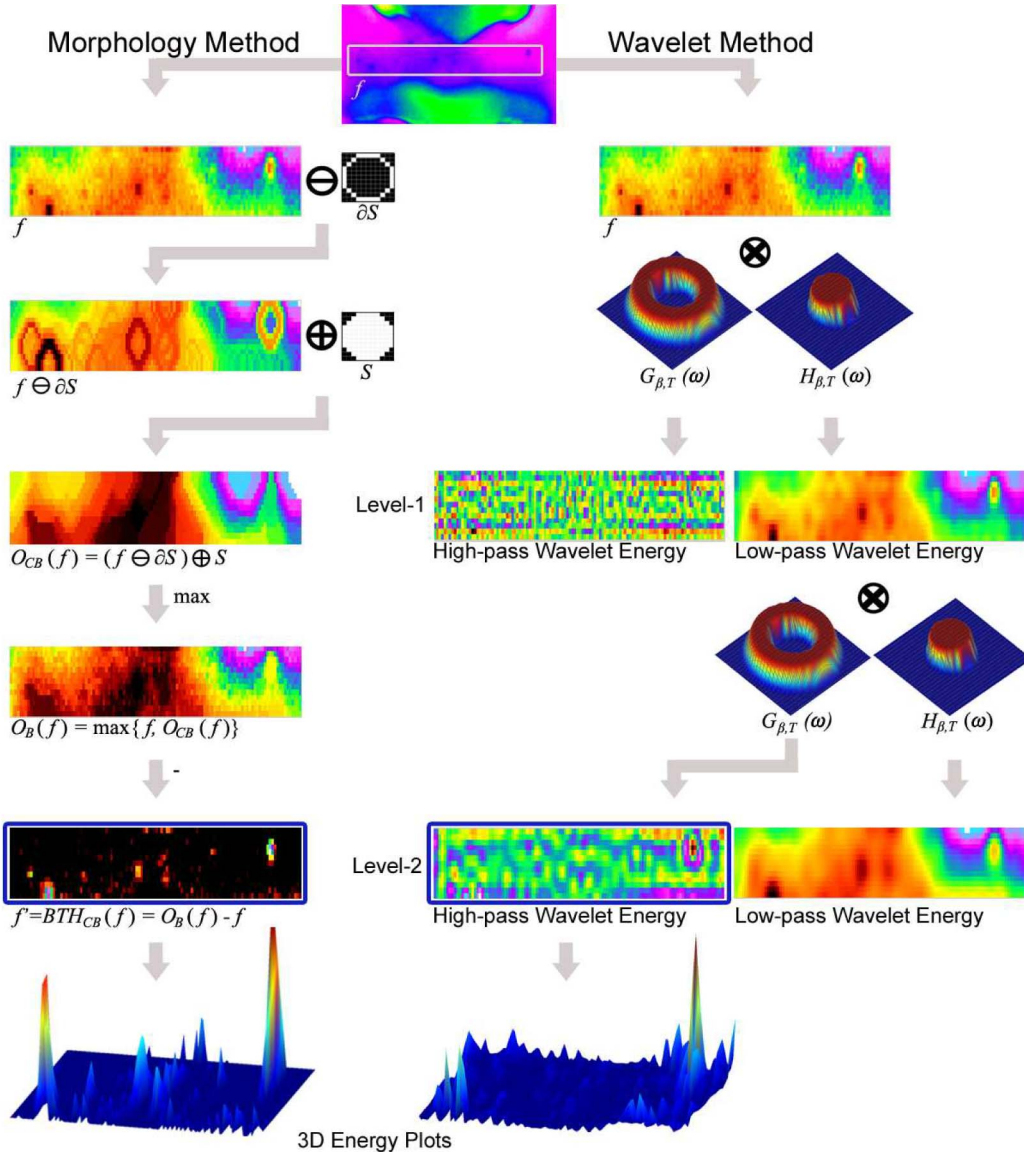 Morphology Method
Wavelet Method
f
f
∂S
f
f ⊖ ∂S
S
G_{β,T} (ω)
H_{β,T} (ω)
O_{CB} (f) = (f ⊖ ∂S) ⊕ S
Level-1
High-pass Wavelet Energy
Low-pass Wavelet Energy
max
O_B (f) = max{f, O_{CB} (f)}
G_{β,T} (ω)
H_{β,T} (ω)
-
Level-2
f'=BTH_{CB} (f) = O_B (f) - f
High-pass Wavelet Energy
Low-pass Wavelet Energy
3D Energy Plots